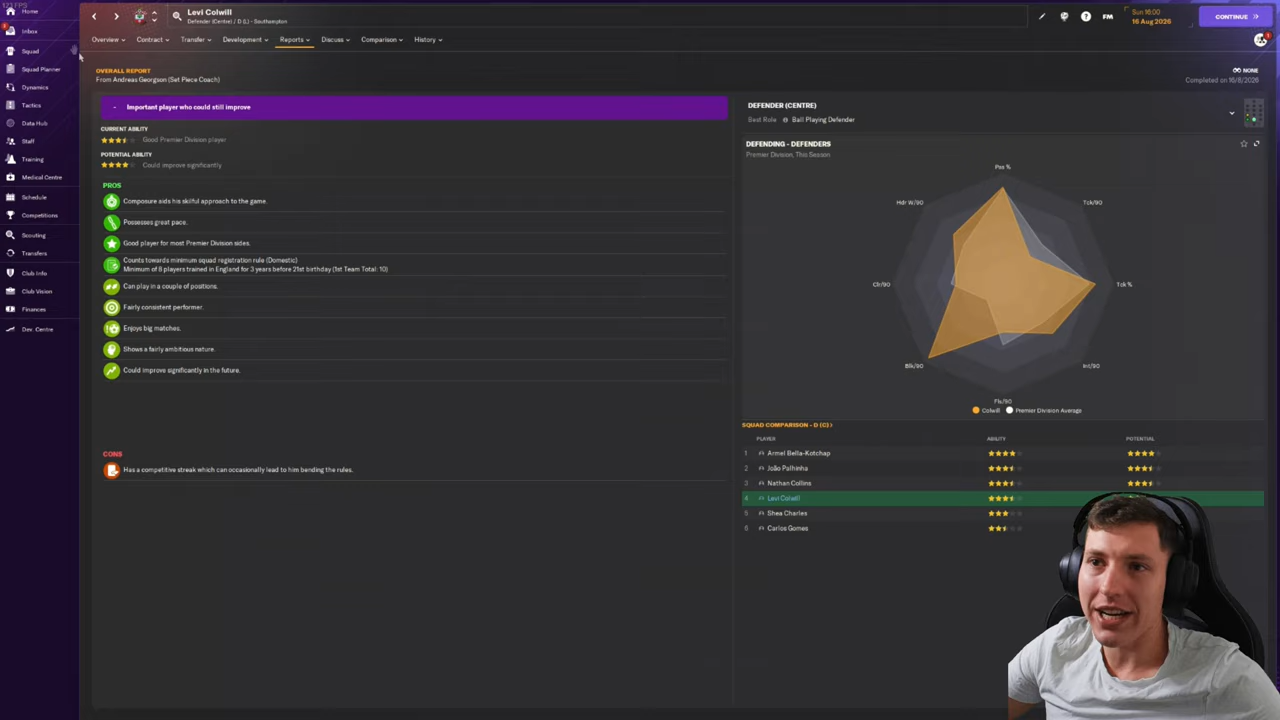 121 FPS
Home
Inbox
Squad
Squad Planner
Dynamics
Tactics
Data Hub
Staff
Training
Medical Centre
Schedule
Competitions
Scouting
Transfers
Club Info
Club Vision
Finances
Dev. Centre
Levi Colwill
Defender (Centre) / D (L) - Southampton
FM
Sun 16:00
16 Aug 2026
CONTINUE
Overview
Contract
Transfer
Development
Reports
Discuss
Comparison
History
OVERALL REPORT
From Andreas Georgson (Set Piece Coach)
NONE
Completed on 16/8/2026
- Important player who could still improve
CURRENT ABILITY
Good Premier Division player
POTENTIAL ABILITY
Could improve significantly
PROS
Composure aids his skilful approach to the game.
Possesses great pace.
Good player for most Premier Division sides.
Counts towards minimum squad registration rule (Domestic)
Minimum of 8 players trained in England for 3 years before 21st birthday (1st Team Total: 10)
Can play in a couple of positions.
Fairly consistent performer.
Enjoys big matches.
Shows a fairly ambitious nature.
Could improve significantly in the future.
CONS
Has a competitive streak which can occasionally lead to him bending the rules.
DEFENDER (CENTRE)
Best Role Ball Playing Defender
DEFENDING - DEFENDERS
Premier Division, This Season
Pos %
Hdr W/90
Tck/90
Clr/90
Tck %
Blk/90
Int/90
Fls/90
Colwill
Premier Division Average
SQUAD COMPARISON - D (C) >
PLAYER ABILITY POTENTIAL
1 Armel Bella-Kotchap
2 João Palhinha
3 Nathan Collins
4 Levi Colwill
5 Shea Charles
6 Carlos Gomes